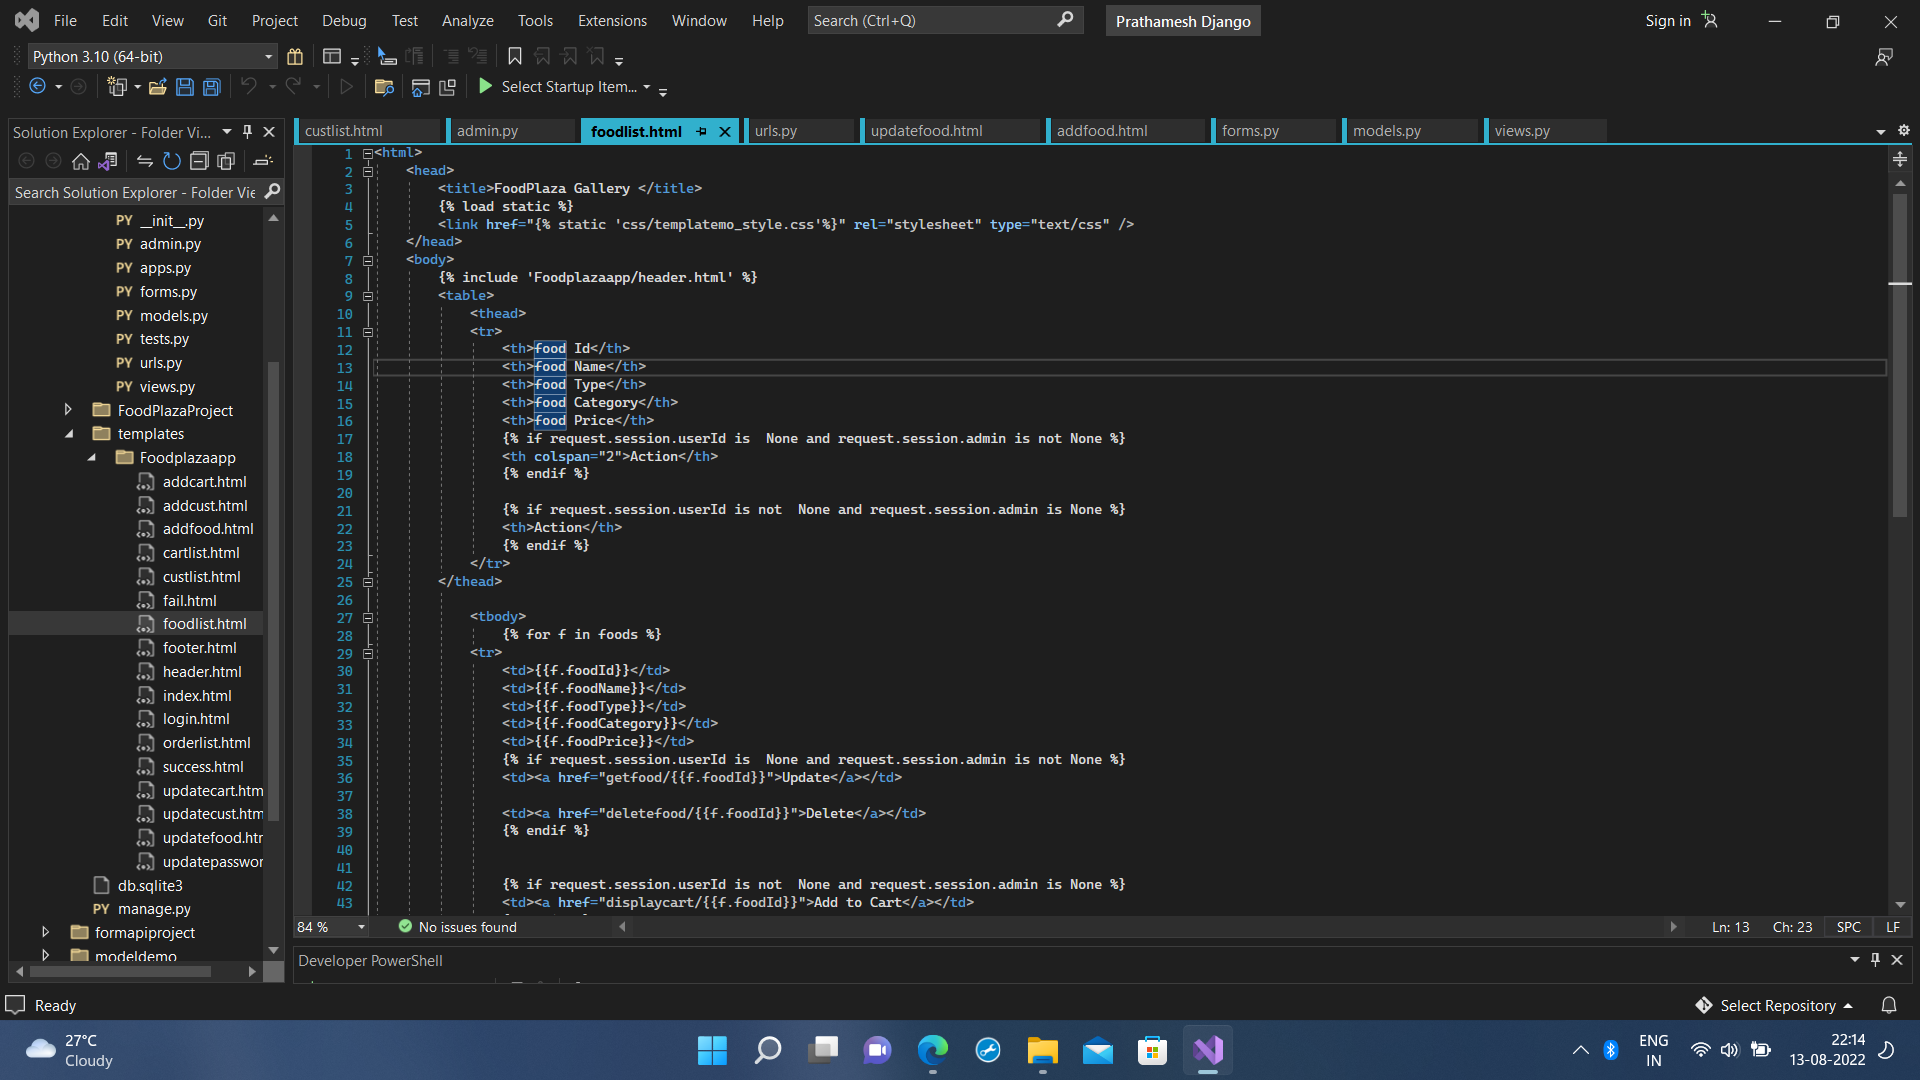 File Edit View Git Project Debug Test Analyze Tools Extensions Window Help Search (Ctrl+Q) Prathamesh Django Sign in
Python 3.10 (64-bit)
Select Startup Item...
Solution Explorer - Folder Vi...
custlist.html admin.py foodlist.html urls.py updatefood.html addfood.html forms.py models.py views.py
Search Solution Explorer - Folder Vie
PY __init__.py
PY admin.py
PY apps.py
PY forms.py
PY models.py
PY tests.py
PY urls.py
PY views.py
FoodPlazaProject
templates
Foodplazaapp
addcart.html
addcust.html
addfood.html
cartlist.html
custlist.html
fail.html
foodlist.html
footer.html
header.html
index.html
login.html
orderlist.html
success.html
updatecart.htm
updatecust.htm
updatefood.htm
updatepasswor
db.sqlite3
PY manage.py
formapiproject
modeldemo
1 <html>
2 <head>
3 <title>FoodPlaza Gallery </title>
4 {% load static %}
5 <link href="{% static 'css/templatemo_style.css'%}" rel="stylesheet" type="text/css" />
6 </head>
7 <body>
8 {% include 'Foodplazaapp/header.html' %}
9 <table>
10 <thead>
11 <tr>
12 <th>food Id</th>
13 <th>food Name</th>
14 <th>food Type</th>
15 <th>food Category</th>
16 <th>food Price</th>
17 {% if request.session.userId is  None and request.session.admin is not None %}
18 <th colspan="2">Action</th>
19 {% endif %}
20
21 {% if request.session.userId is not  None and request.session.admin is None %}
22 <th>Action</th>
23 {% endif %}
24 </tr>
25 </thead>
26
27 <tbody>
28 {% for f in foods %}
29 <tr>
30 <td>{{f.foodId}}</td>
31 <td>{{f.foodName}}</td>
32 <td>{{f.foodType}}</td>
33 <td>{{f.foodCategory}}</td>
34 <td>{{f.foodPrice}}</td>
35 {% if request.session.userId is  None and request.session.admin is not None %}
36 <td><a href="getfood/{{f.foodId}}">Update</a></td>
37
38 <td><a href="deletefood/{{f.foodId}}">Delete</a></td>
39 {% endif %}
40
41
42 {% if request.session.userId is not  None and request.session.admin is None %}
43 <td><a href="displaycart/{{f.foodId}}">Add to Cart</a></td>
84 % No issues found Ln: 13 Ch: 23 SPC LF
Developer PowerShell
Ready Select Repository
27°C
Cloudy
ENG
IN
22:14
13-08-2022